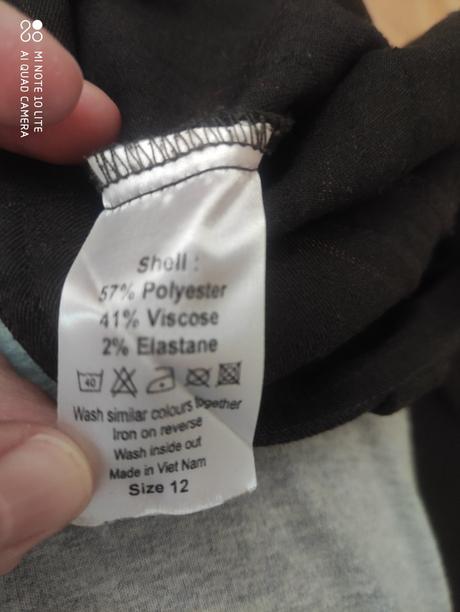 MI NOTE 10 LITE
AI QUAD CAMERA
Shell :
57% Polyester
41% Viscose
2% Elastane
40
Wash similar colours together
Iron on reverse
Wash inside out
Made in Viet Nam
Size 12